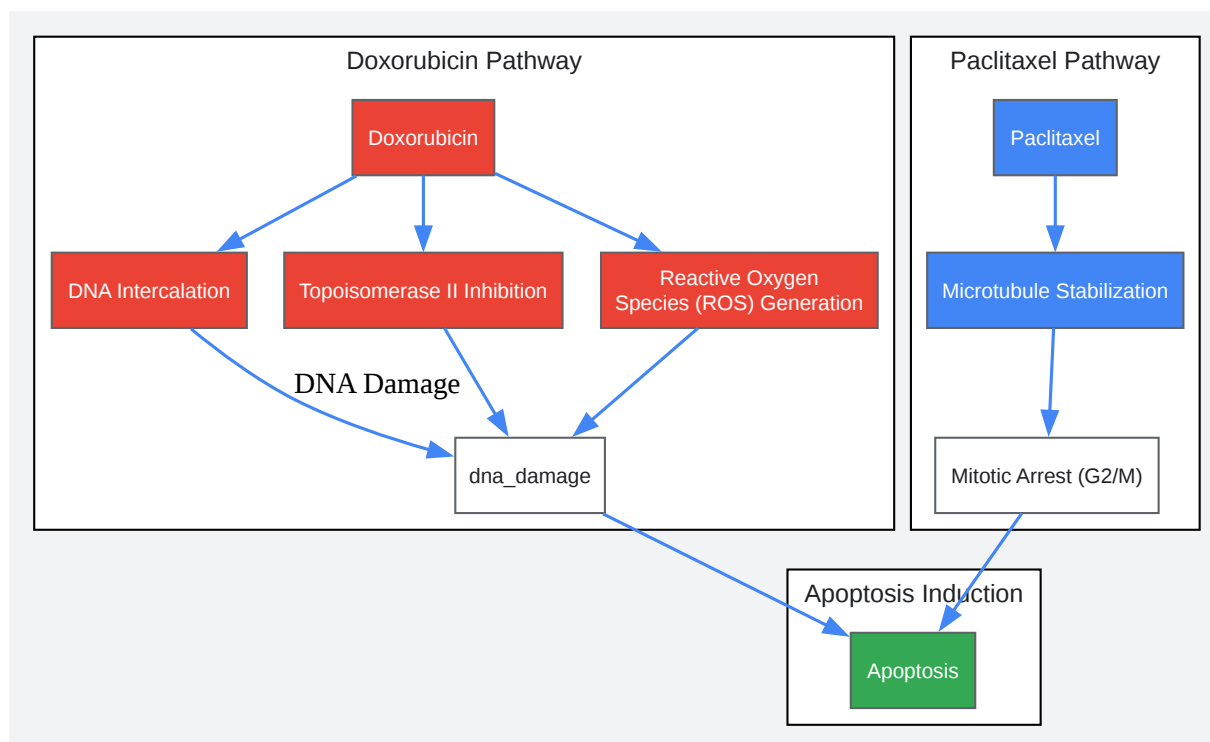 Doxorubicin Pathway
Paclitaxel Pathway
Doxorubicin
Paclitaxel
DNA Intercalation
Topoisomerase II Inhibition
Reactive Oxygen
Species (ROS) Generation
Microtubule Stabilization
DNA Damage
dna_damage
Mitotic Arrest (G2/M)
Apoptosis Induction
Apoptosis